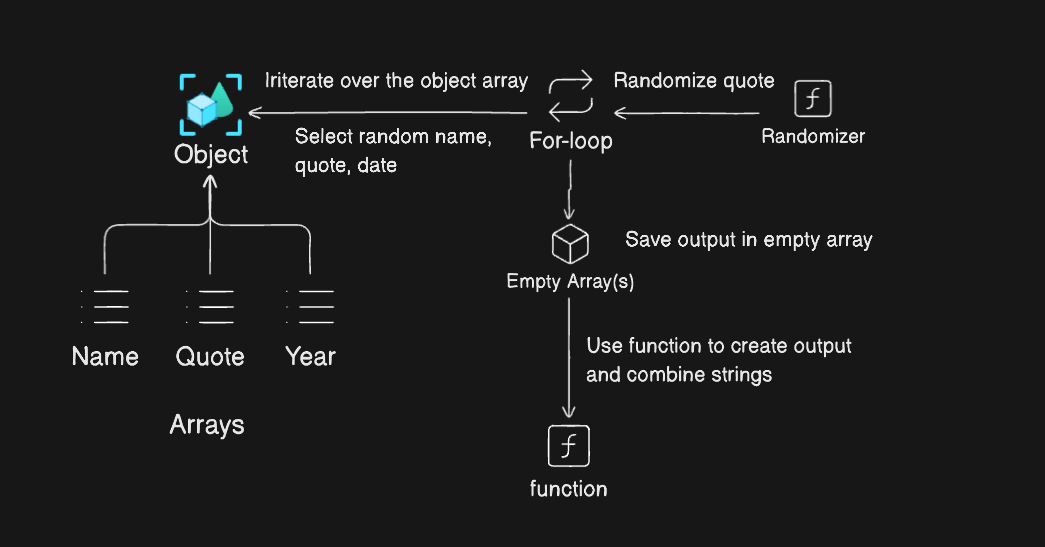 Iriterate over the object array
Select random name,
quote, date
Object
For-loop
Randomize quote
Randomizer
Save output in empty array
Empty Array(s)
Use function to create output
and combine strings
function
Name
Quote
Year
Arrays